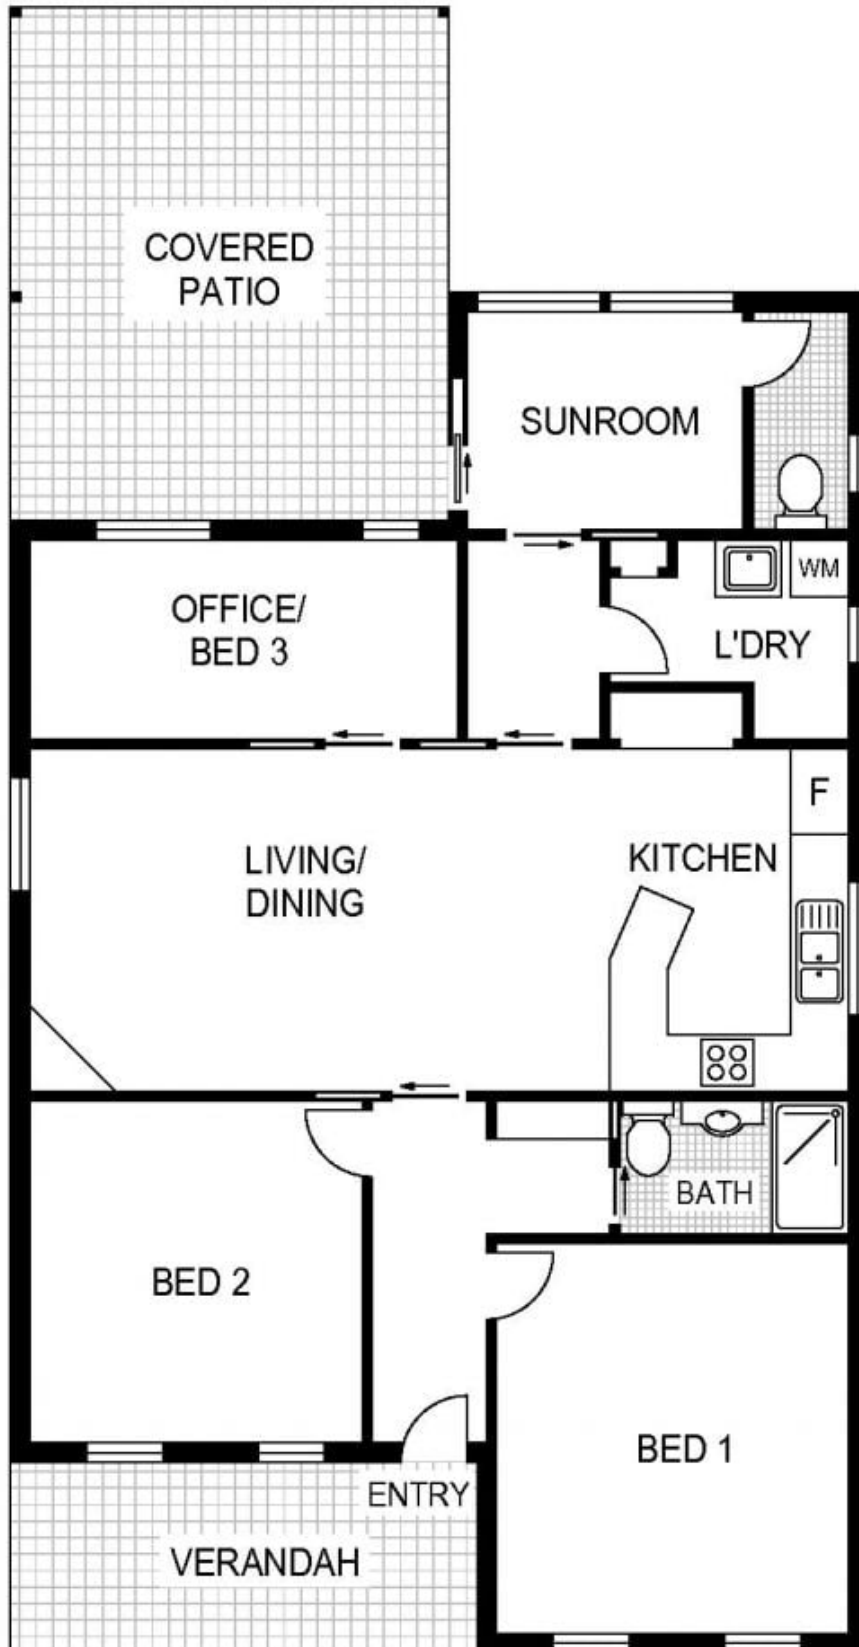 COVERED
PATIO
SUNROOM
OFFICE/
BED 3
WM
L'DRY
LIVING/
DINING
KITCHEN
F
BATH
BED 2
BED 1
ENTRY
VERANDAH